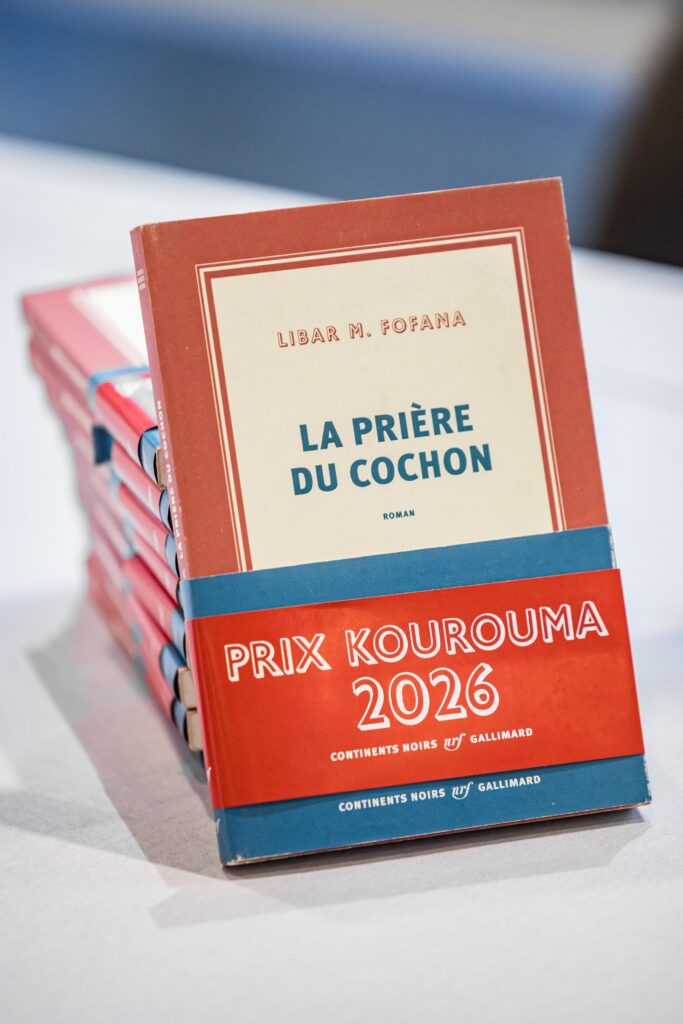 LIBAR M. FOFANA
LA PRIÈRE
DU COCHON
ROMAN
PRIX KOUROUMA
2026
CONTINENTS NOIRS nrf GALLIMARD
CONTINENTS NOIRS nrf GALLIMARD